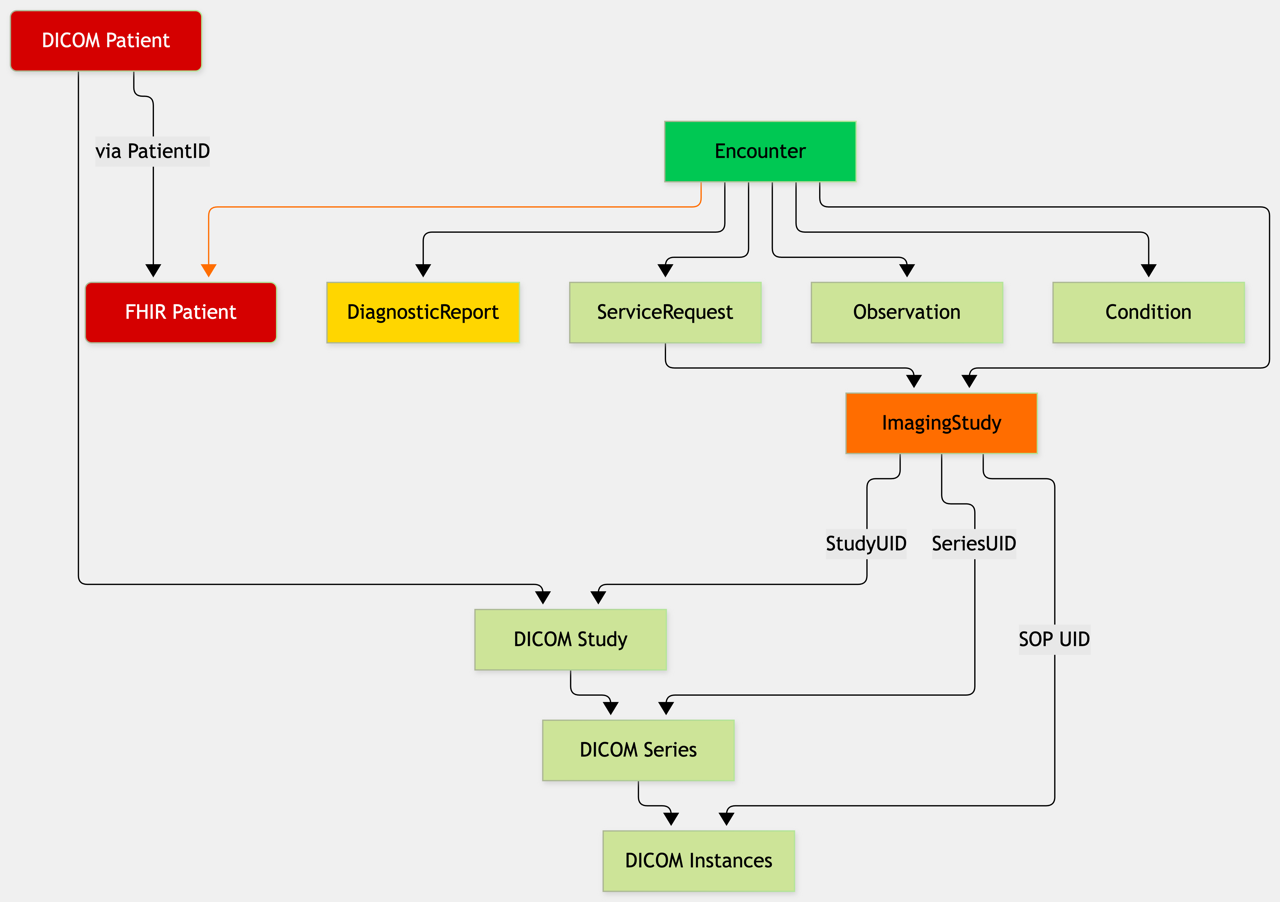 DICOM Patient
via PatientID
Encounter
FHIR Patient
DiagnosticReport
ServiceRequest
Observation
Condition
ImagingStudy
StudyUID
SeriesUID
DICOM Study
SOP UID
DICOM Series
DICOM Instances